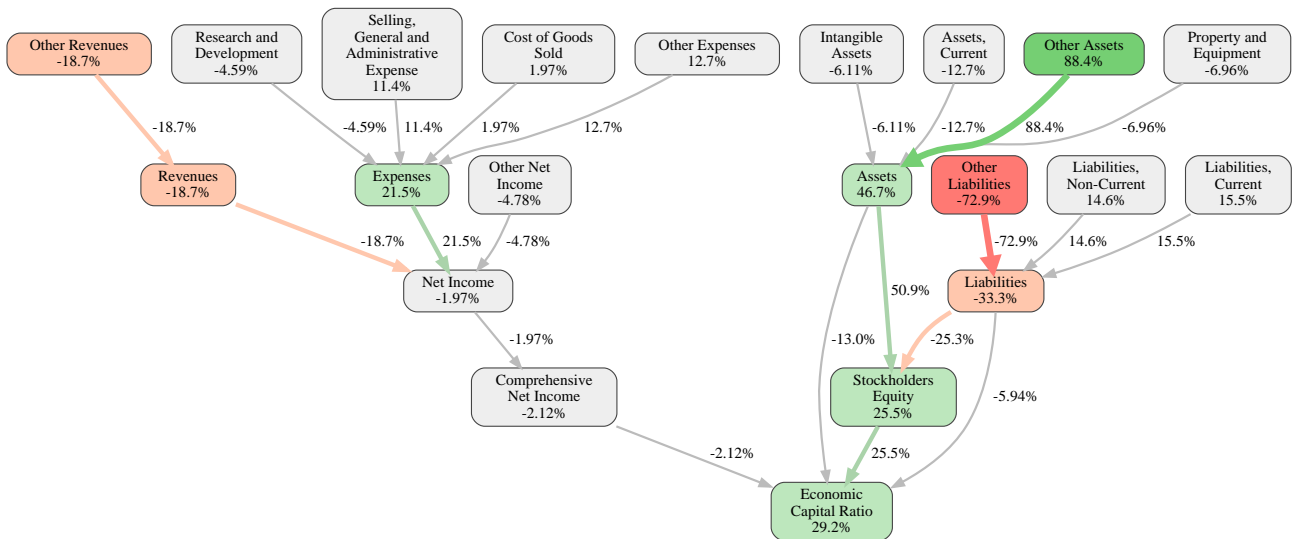 Other Revenues
-18.7%
Research and
Development
-4.59%
Selling,
General and
Administrative
Expense
11.4%
Cost of Goods
Sold
1.97%
Other Expenses
12.7%
Intangible
Assets
-6.11%
Assets,
Current
-12.7%
Other Assets
88.4%
Property and
Equipment
-6.96%
-18.7%
-4.59%
11.4%
1.97%
12.7%
-6.11%
-12.7%
88.4%
-6.96%
Revenues
-18.7%
Expenses
21.5%
Other Net
Income
-4.78%
Assets
46.7%
Other
Liabilities
-72.9%
Liabilities,
Non-Current
14.6%
Liabilities,
Current
15.5%
-18.7%
21.5%
-4.78%
-72.9%
14.6%
15.5%
Net Income
-1.97%
50.9%
Liabilities
-33.3%
-1.97%
-13.0%
-25.3%
Comprehensive
Net Income
-2.12%
Stockholders
Equity
25.5%
-5.94%
-2.12%
25.5%
Economic
Capital Ratio
29.2%